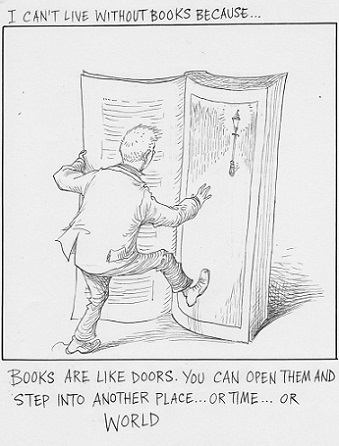 I CAN'T LIVE WITHOUT BOOKS BECAUSE...
BOOKS ARE LIKE DOORS. YOU CAN OPEN THEM AND
STEP INTO ANOTHER PLACE... OR TIME... OR
WORLD